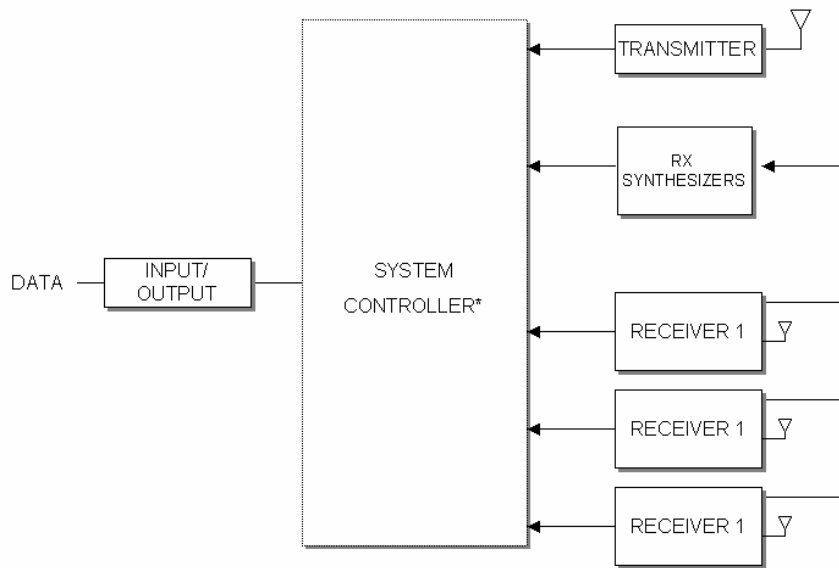 TRANSMITTER
RX
SYNTHESIZERS
DATA
INPUT/
OUTPUT
SYSTEM
CONTROLLER*
RECEIVER 1
RECEIVER 1
RECEIVER 1